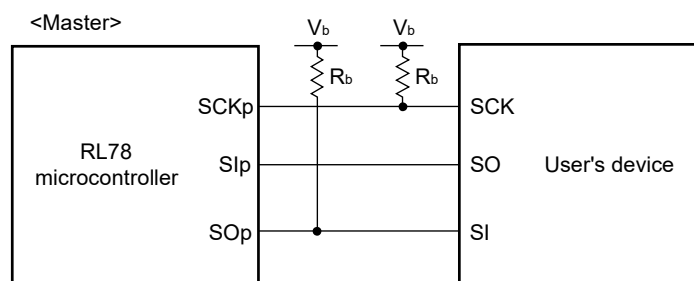 <Master>
Vb Vb
Rb Rb
SCKp SCK
RL78
microcontroller
SIp SO
User's device
SOp SI